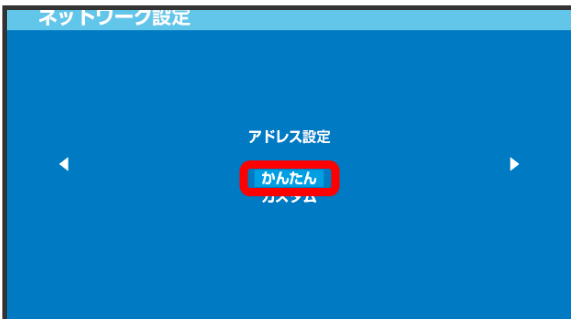 ネットワーク設定
アドレス設定
かんたん
カスタム